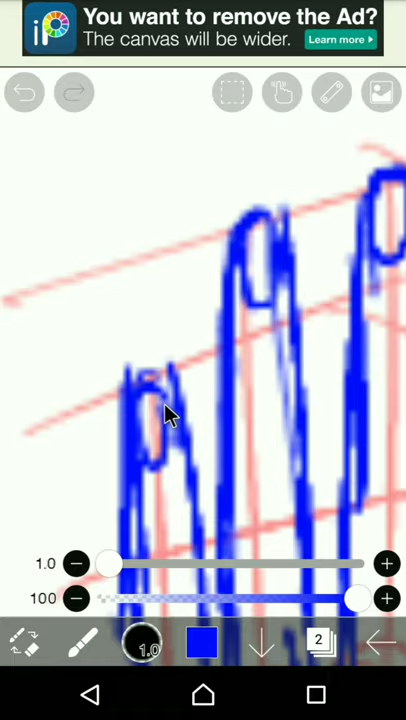 You want to remove the Ad?
iP
The canvas will be wider.
Learn more
1.0
100
1.0
2